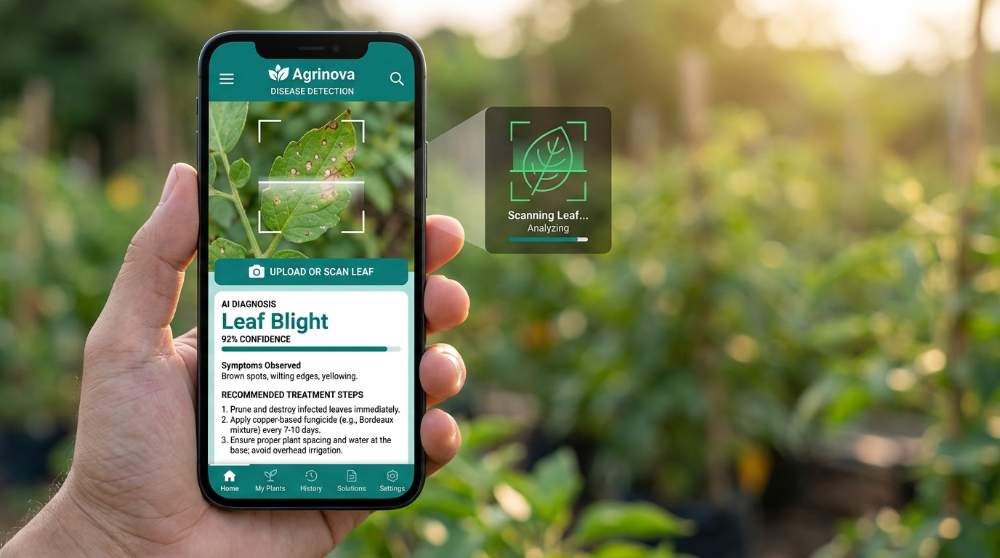 Agrinova
DISEASE DETECTION
Scanning Leaf...
Analyzing
UPLOAD OR SCAN LEAF
AI DIAGNOSIS
Leaf Blight
92% CONFIDENCE
Symptoms Observed
Brown spots, wilting edges, yellowing.
RECOMMENDED TREATMENT STEPS
1. Prune and destroy infected leaves immediately.
2. Apply copper-based fungicide (e.g., Bordeaux
mixture) every 7-10 days.
3. Ensure proper plant spacing and water at the
base; avoid overhead irrigation.
Home
My Plants
History
Solutions
Settings